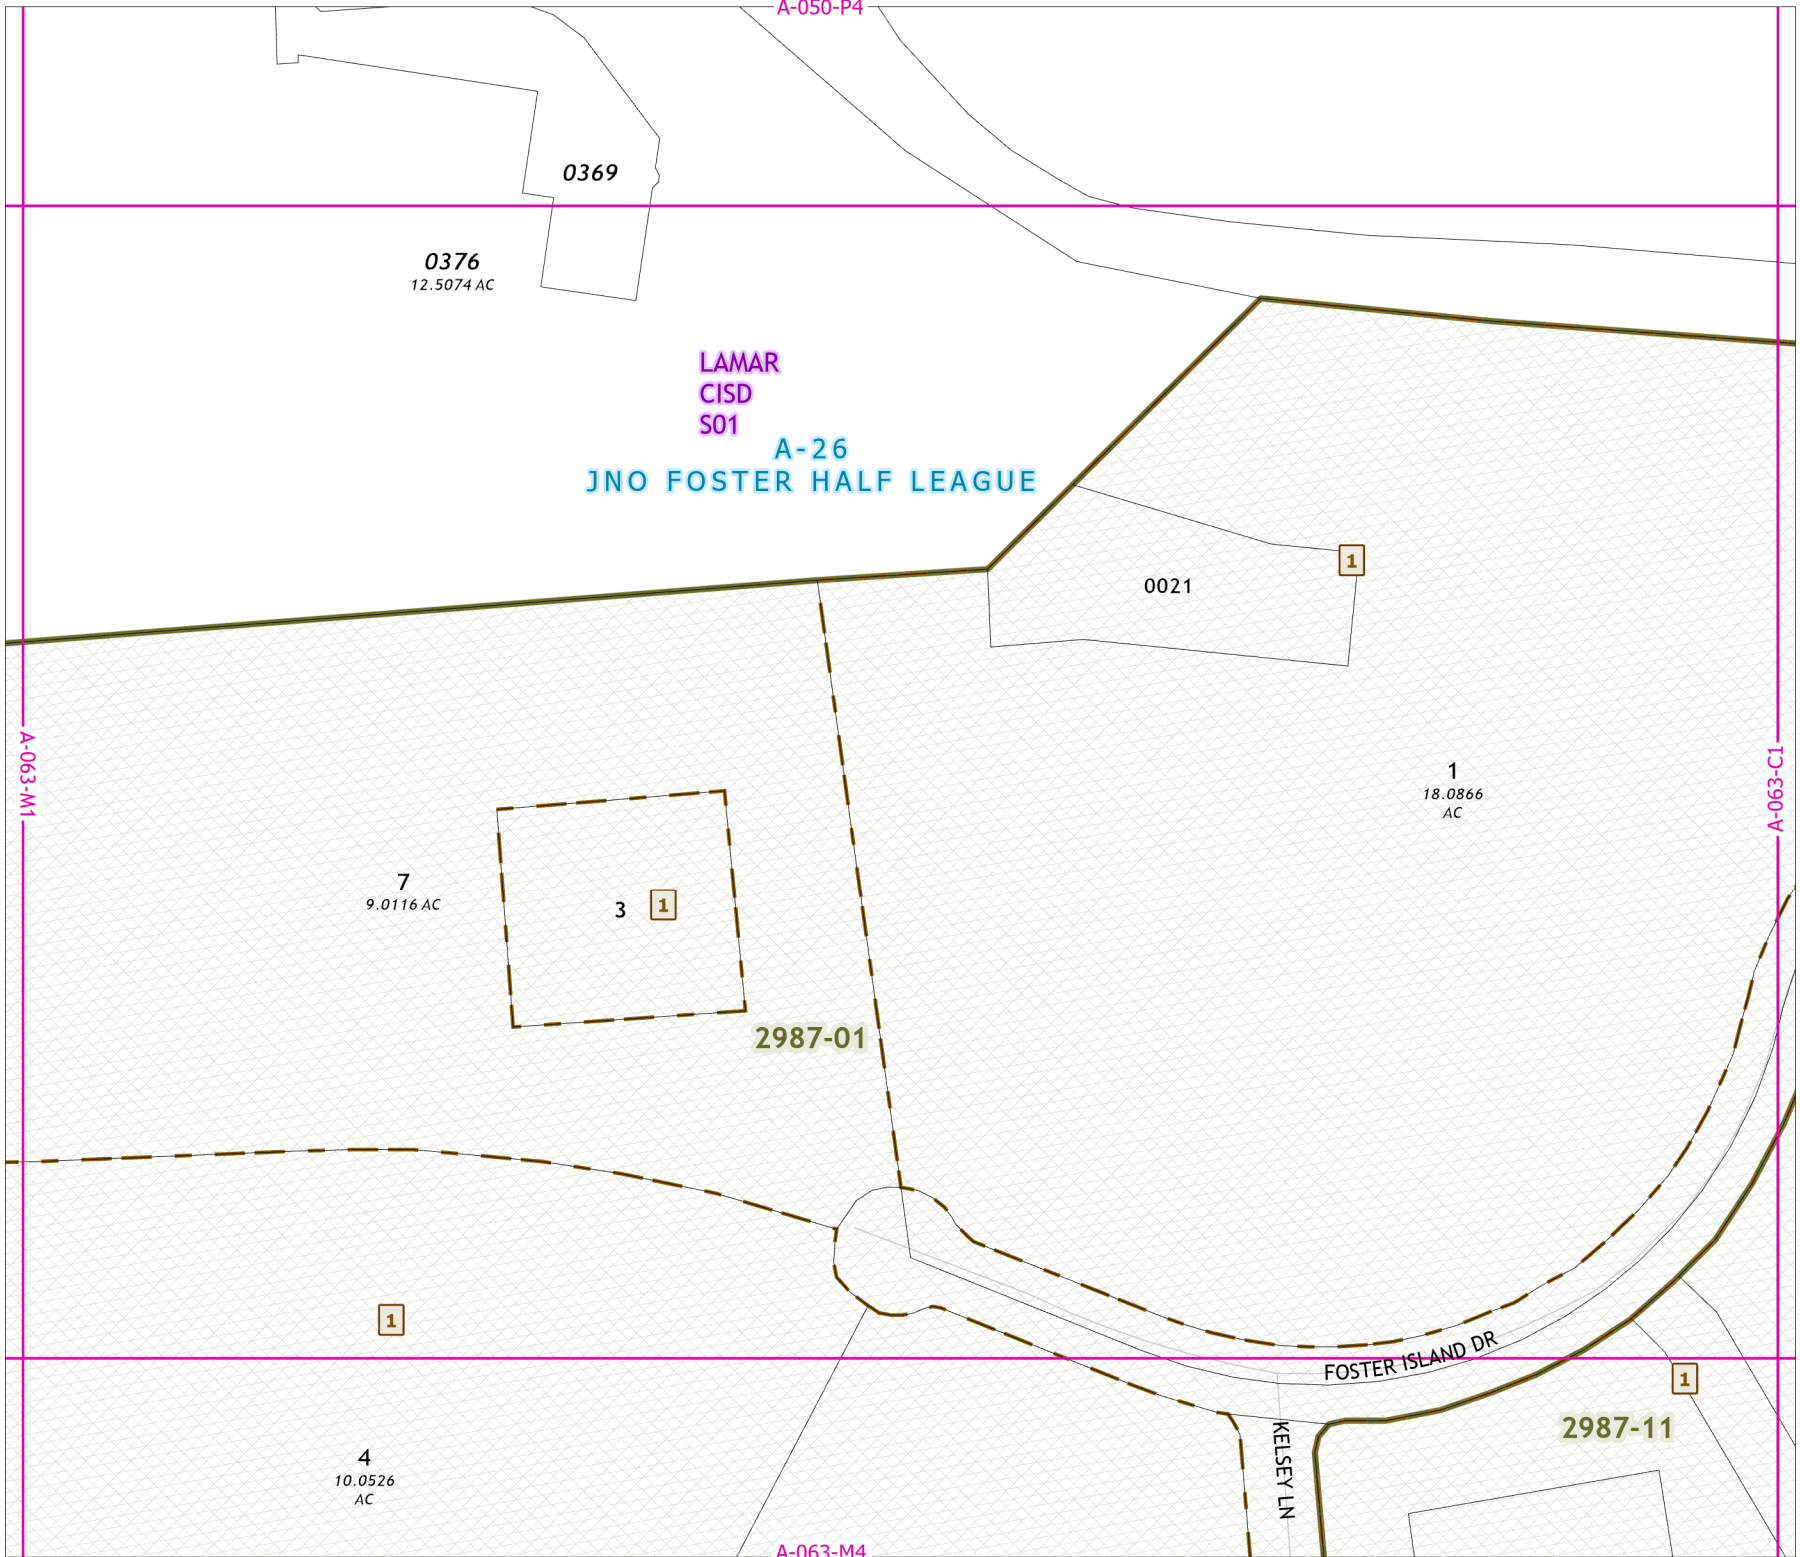 A-050-P4
0369
0376
12.5074 AC
LAMAR
CISD
S01
A-26
JNO FOSTER HALF LEAGUE
1
0021
A-063-M1
A-063-C1
1
18.0866
AC
7
9.0116 AC
3
1
2987-01
1
FOSTER ISLAND DR
1
KELSEY LN
2987-11
4
10.0526
AC
A-063-M4